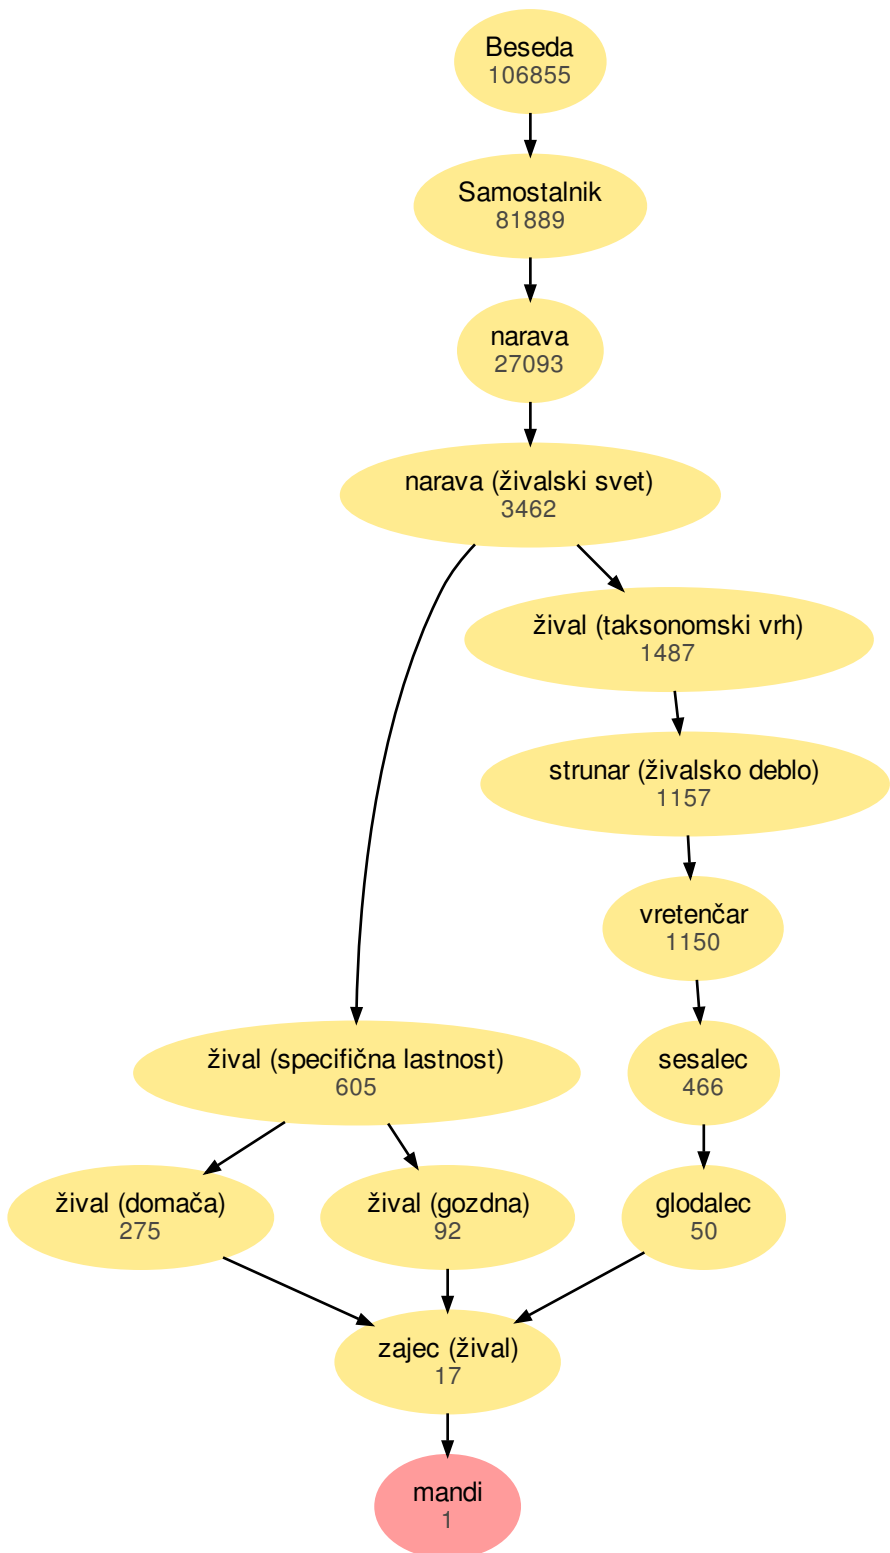 Beseda
106855
Samostalnik
81889
narava
27093
narava (živalski svet)
3462
žival (taksonomski vrh)
1487
strunar (živalsko deblo)
1157
vretenčar
1150
žival (specifična lastnost)
605
sesalec
466
žival (domača)
275
žival (gozdna)
92
glodalec
50
zajec (žival)
17
mandi
1